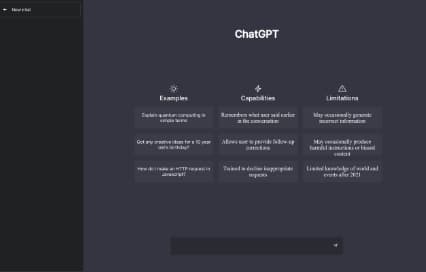 New chat
ChatGPT
Examples
Explain quantum computing in
simple terms
Got any creative ideas for a 10 year
old's birthday?
How do I make an HTTP request in
Javascript?
Capabilities
Remembers what user said earlier
in the conversation
Allows user to provide follow-up
corrections
Trained to decline inappropriate
requests
Limitations
May occasionally generate
incorrect information
May occasionally produce
harmful instructions or biased
content
Limited knowledge of world and
events after 2021